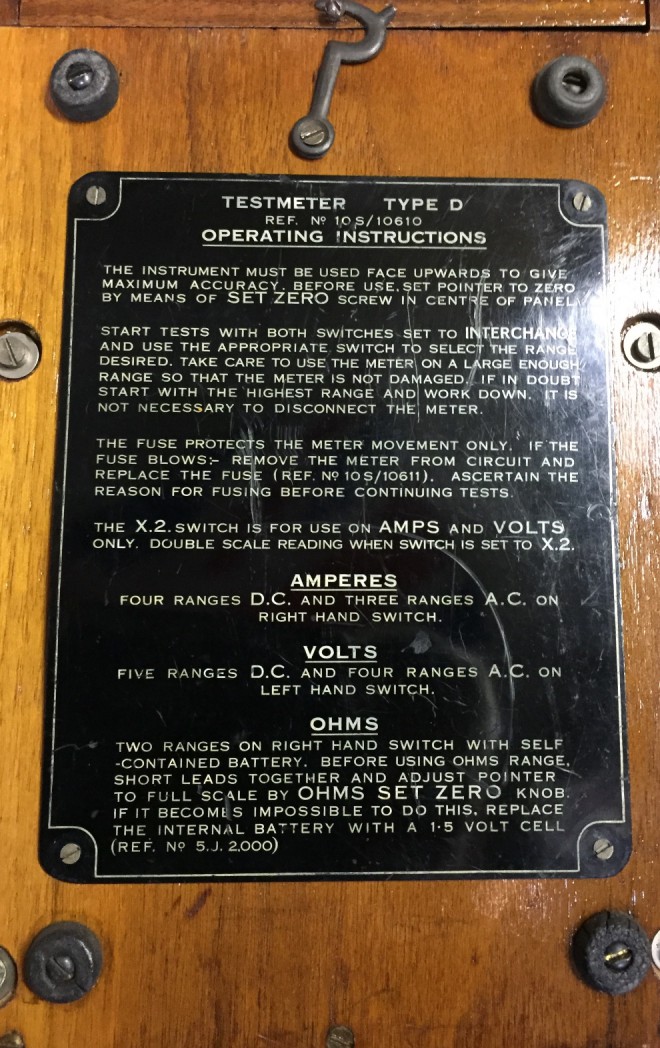 TESTMETER TYPE D
REF. Nº 10S/10610
OPERATING INSTRUCTIONS
THE INSTRUMENT MUST BE USED FACE UPWARDS TO GIVE
MAXIMUM ACCURACY. BEFORE USE, SET POINTER TO ZERO
BY MEANS OF SET ZERO SCREW IN CENTRE OF PANEL
START TESTS WITH BOTH SWITCHES SET TO INTERCHANGE
AND USE THE APPROPRIATE SWITCH TO SELECT THE RANGE
DESIRED. TAKE CARE TO USE THE METER ON A LARGE ENOUGH
RANGE SO THAT THE METER IS NOT DAMAGED. IF IN DOUBT
START WITH THE HIGHEST RANGE AND WORK DOWN. IT IS
NOT NECESSARY TO DISCONNECT THE METER.
THE FUSE PROTECTS THE METER MOVEMENT ONLY. IF THE
FUSE BLOWS:- REMOVE THE METER FROM CIRCUIT AND
REPLACE THE FUSE (REF. Nº 10S/10611). ASCERTAIN THE
REASON FOR FUSING BEFORE CONTINUING TESTS.
THE X.2. SWITCH IS FOR USE ON AMPS AND VOLTS
ONLY. DOUBLE SCALE READING WHEN SWITCH IS SET TO X.2.
AMPERES
FOUR RANGES D.C. AND THREE RANGES A.C. ON
RIGHT HAND SWITCH.
VOLTS
FIVE RANGES D.C. AND FOUR RANGES A.C. ON
LEFT HAND SWITCH.
OHMS
TWO RANGES ON RIGHT HAND SWITCH WITH SELF
-CONTAINED BATTERY. BEFORE USING OHMS RANGE,
SHORT LEADS TOGETHER AND ADJUST POINTER
TO FULL SCALE BY OHMS SET ZERO KNOB.
IF IT BECOMES IMPOSSIBLE TO DO THIS, REPLACE
THE INTERNAL BATTERY WITH A 1·5 VOLT CELL
(REF. Nº 5.J. 2,000)